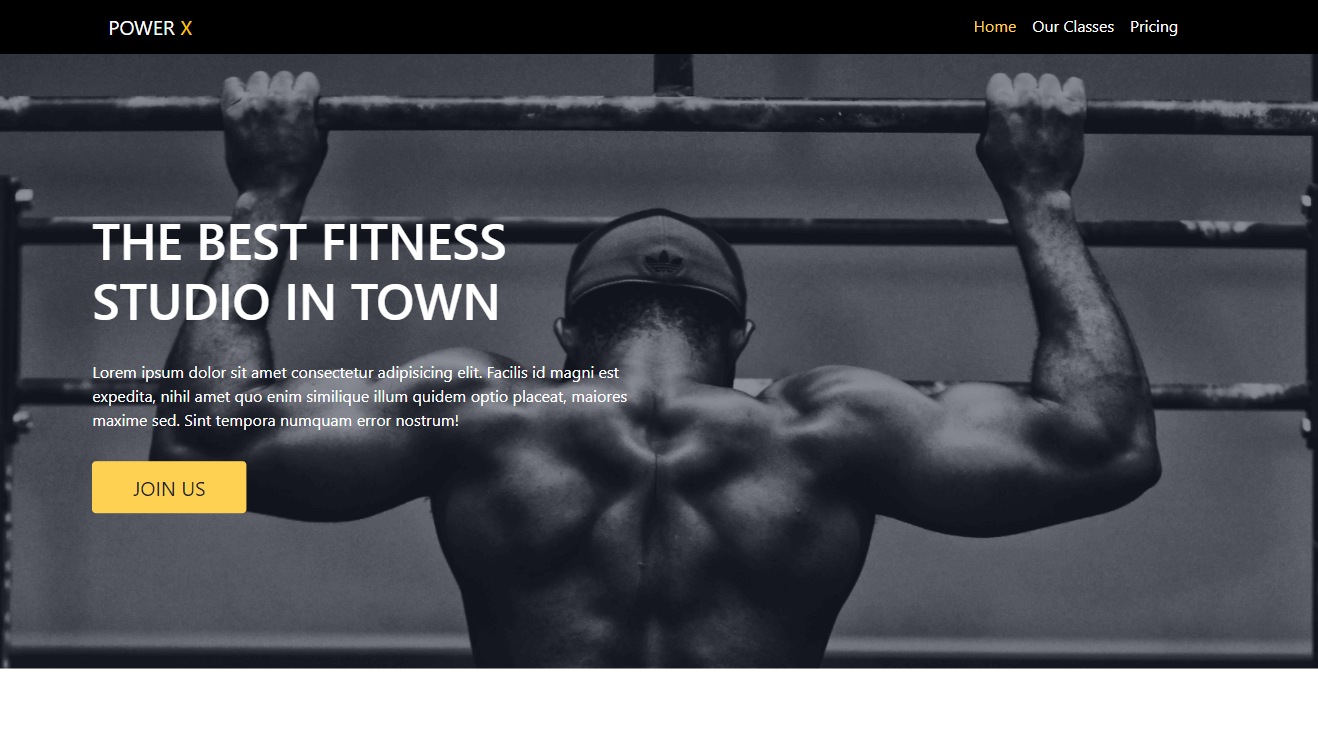 POWER X
Home Our Classes Pricing
THE BEST FITNESS
STUDIO IN TOWN
Lorem ipsum dolor sit amet consectetur adipisicing elit. Facilis id magni est
expedita, nihil amet quo enim similique illum quidem optio placeat, maiores
maxime sed. Sint tempora numquam error nostrum!
JOIN US